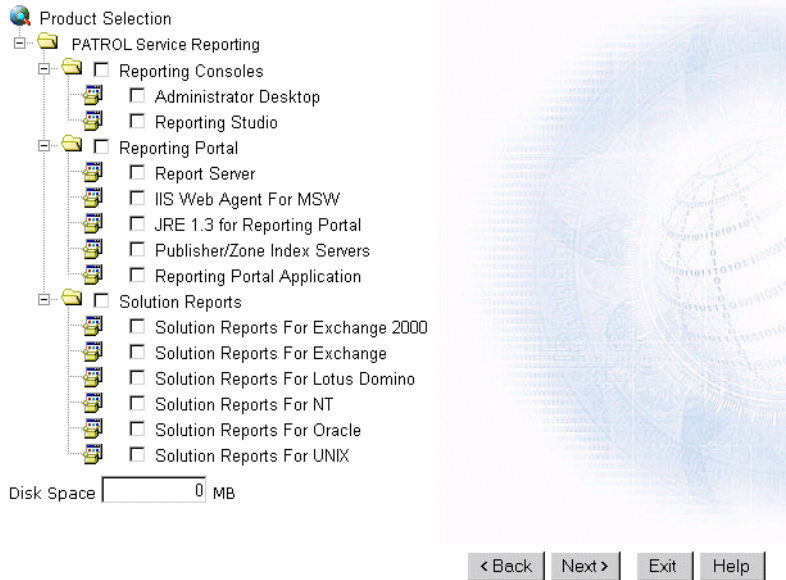 Product Selection
PATROL Service Reporting
Reporting Consoles
Administrator Desktop
Reporting Studio
Reporting Portal
Report Server
IIS Web Agent For MSW
JRE 1.3 for Reporting Portal
Publisher/Zone Index Servers
Reporting Portal Application
Solution Reports
Solution Reports For Exchange 2000
Solution Reports For Exchange
Solution Reports For Lotus Domino
Solution Reports For NT
Solution Reports For Oracle
Solution Reports For UNIX
Disk Space 0 MB
< Back Next > Exit Help